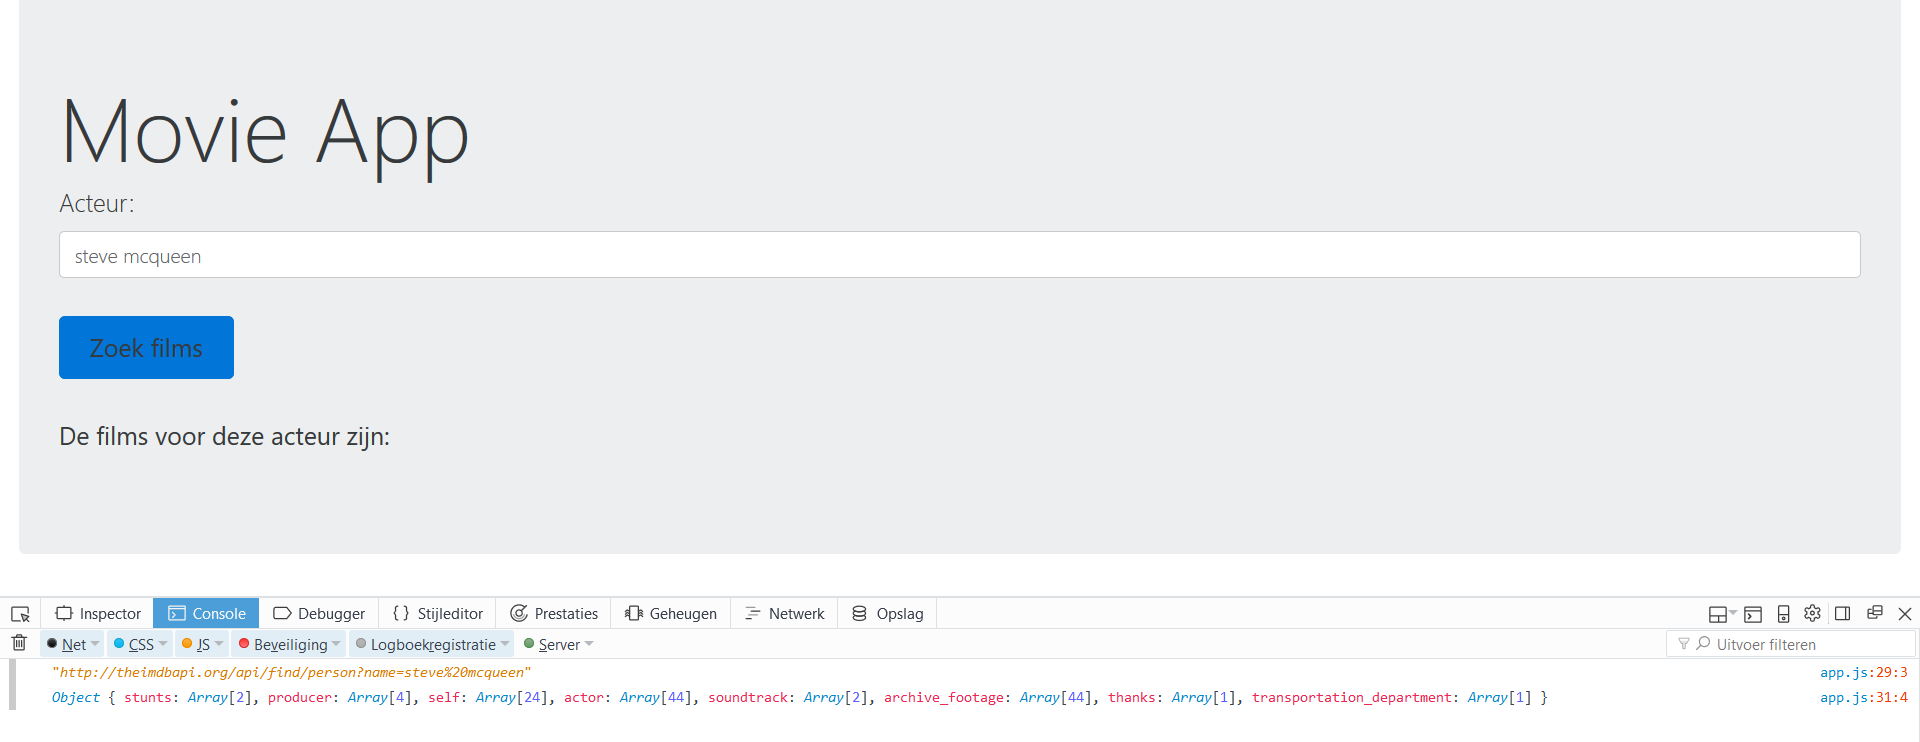 Movie App
Acteur:
steve mcqueen
Zoek films
De films voor deze acteur zijn:
Inspector Console Debugger { } Stijleditor Prestaties Geheugen Netwerk Opslag
Net CSS JS Beveiliging Logboekregistratie Server Uitvoer filteren
"http://theimdbapi.org/api/find/person?name=steve%20mcqueen" app.js:29:3
Object { stunts: Array[2], producer: Array[4], self: Array[24], actor: Array[44], soundtrack: Array[2], archive_footage: Array[44], thanks: Array[1], transportation_department: Array[1] } app.js:31:4